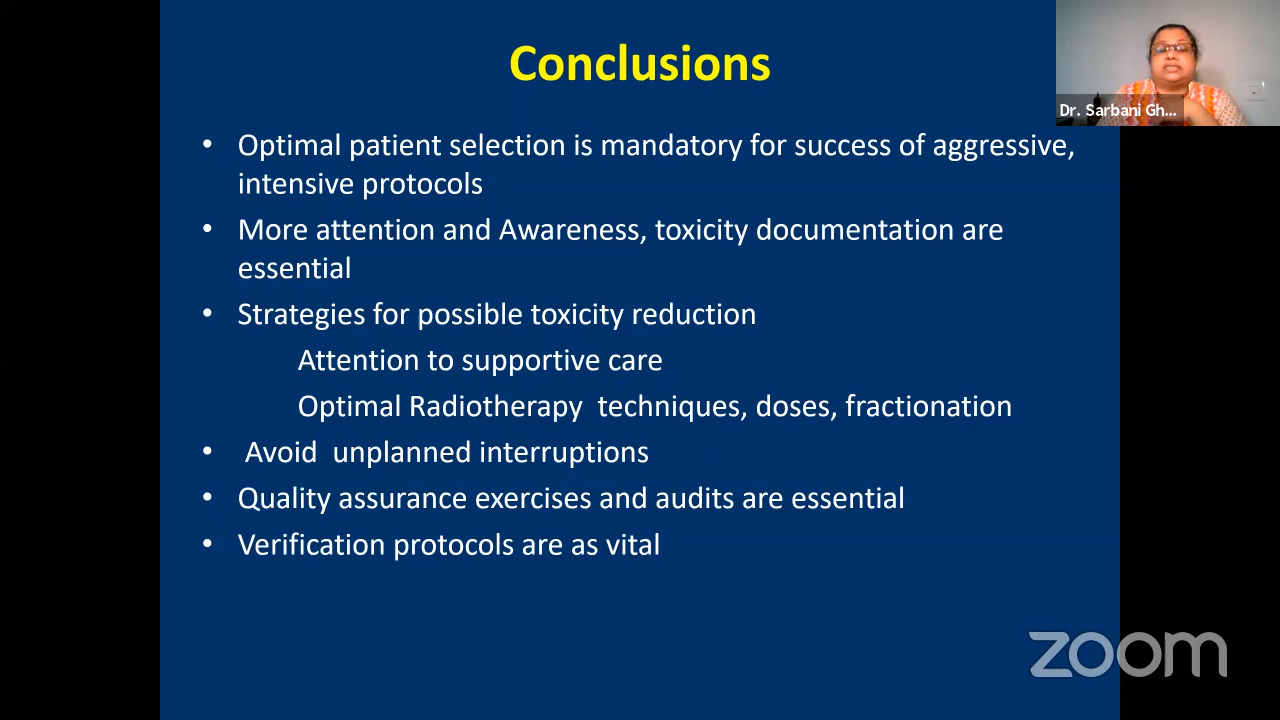 Conclusions
Dr. Sarbani Gh...
• Optimal patient selection is mandatory for success of aggressive,
intensive protocols
• More attention and Awareness, toxicity documentation are
essential
• Strategies for possible toxicity reduction
Attention to supportive care
Optimal Radiotherapy techniques, doses, fractionation
• Avoid unplanned interruptions
• Quality assurance exercises and audits are essential
• Verification protocols are as vital
zoom